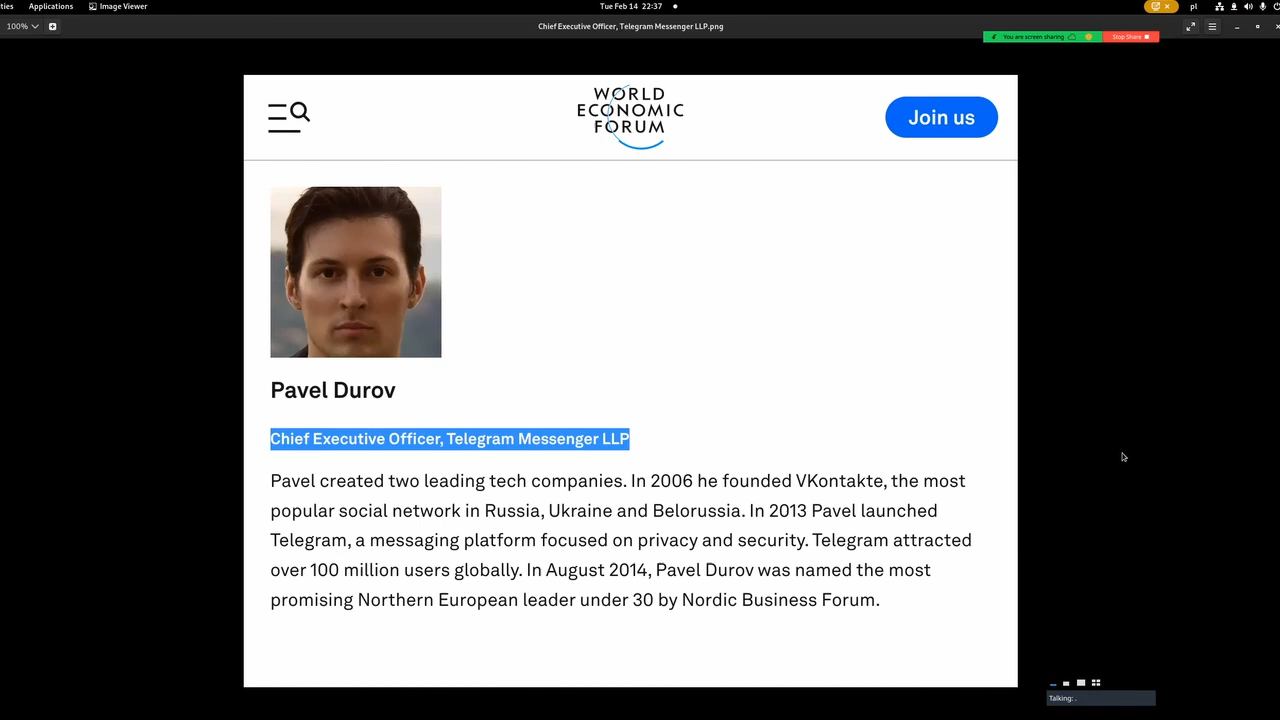 ties Applications Image Viewer Tue Feb 14 22:37 pl
100% Chief Executive Officer, Telegram Messenger LLP.png
You are screen sharing Stop Share
WORLD
ECONOMIC
FORUM
Join us
Pavel Durov
Chief Executive Officer, Telegram Messenger LLP
Pavel created two leading tech companies. In 2006 he founded VKontakte, the most
popular social network in Russia, Ukraine and Belorussia. In 2013 Pavel launched
Telegram, a messaging platform focused on privacy and security. Telegram attracted
over 100 million users globally. In August 2014, Pavel Durov was named the most
promising Northern European leader under 30 by Nordic Business Forum.
Talking: .